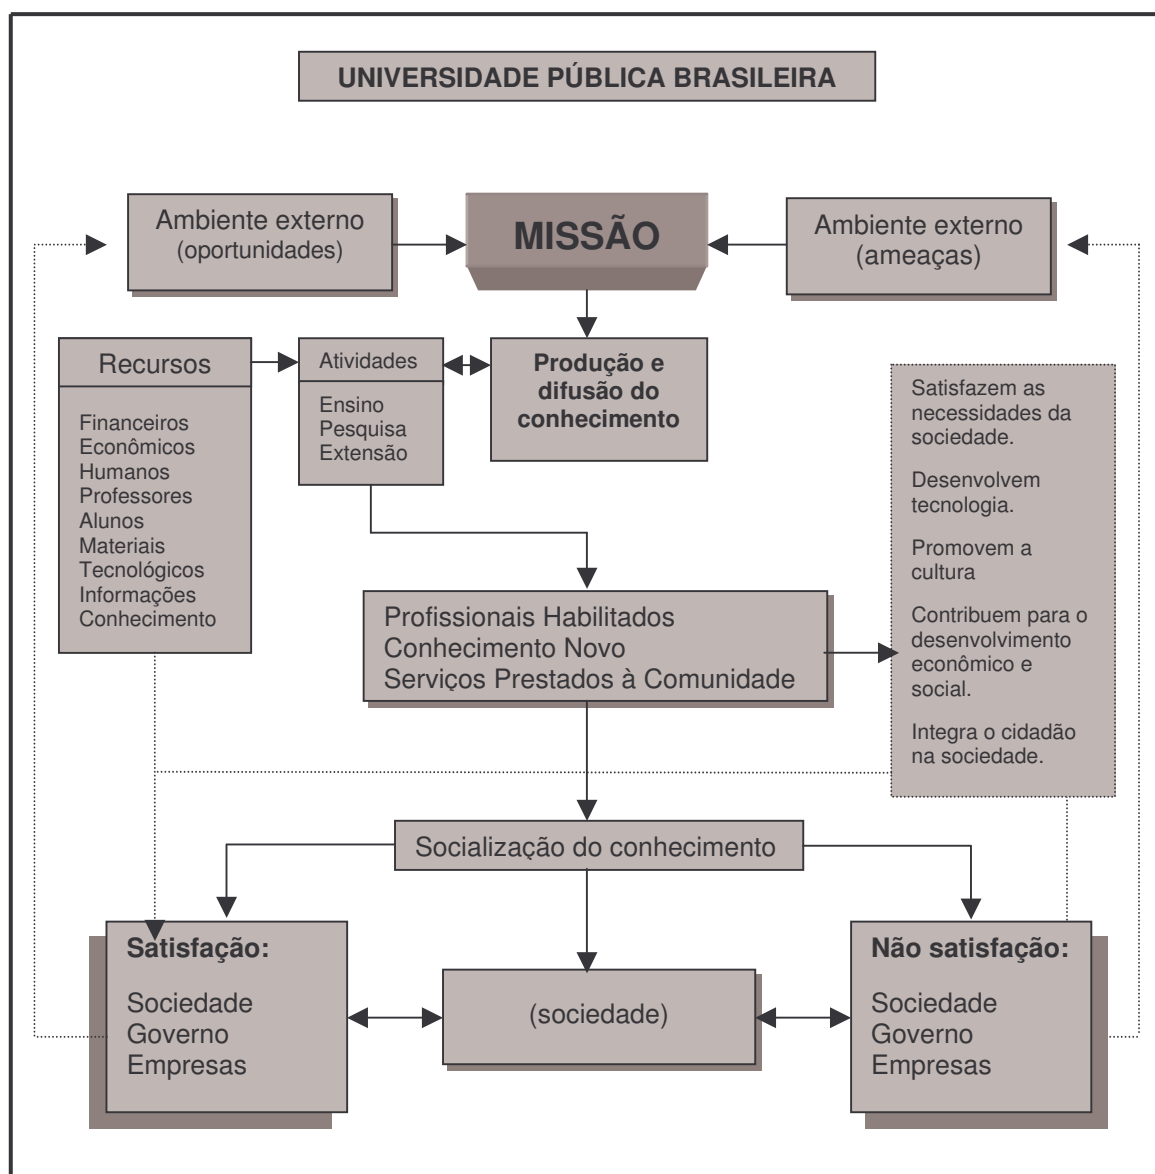 UNIVERSIDADE PÚBLICA BRASILEIRA
Ambiente externo
(oportunidades)
MISSÃO
Ambiente externo
(ameaças)
Recursos
Financeiros
Econômicos
Humanos
Professores
Alunos
Materiais
Tecnológicos
Informações
Conhecimento
Atividades
Ensino
Pesquisa
Extensão
Produção e
difusão do
conhecimento
Satisfazem as
necessidades da
sociedade.
Desenvolvem
tecnologia.
Promovem a
cultura
Contribuem para o
desenvolvimento
econômico e
social.
Integra o cidadão
na sociedade.
Profissionais Habilitados
Conhecimento Novo
Serviços Prestados à Comunidade
Socialização do conhecimento
Satisfação:
Sociedade
Governo
Empresas
(sociedade)
Não satisfação:
Sociedade
Governo
Empresas